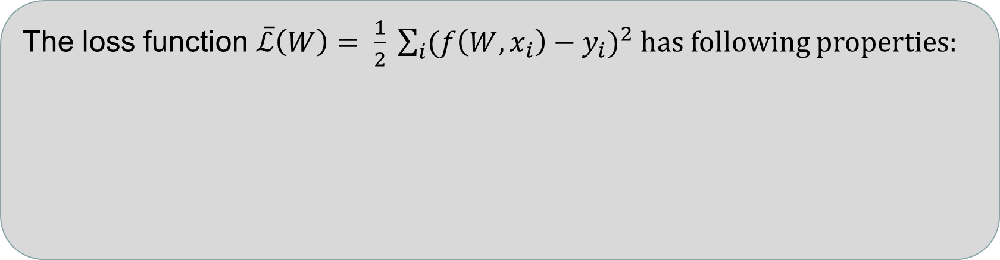 The loss function ℒ̄(W) = 1/2 ∑ᵢ(f(W, xᵢ) − yᵢ)² has following properties: